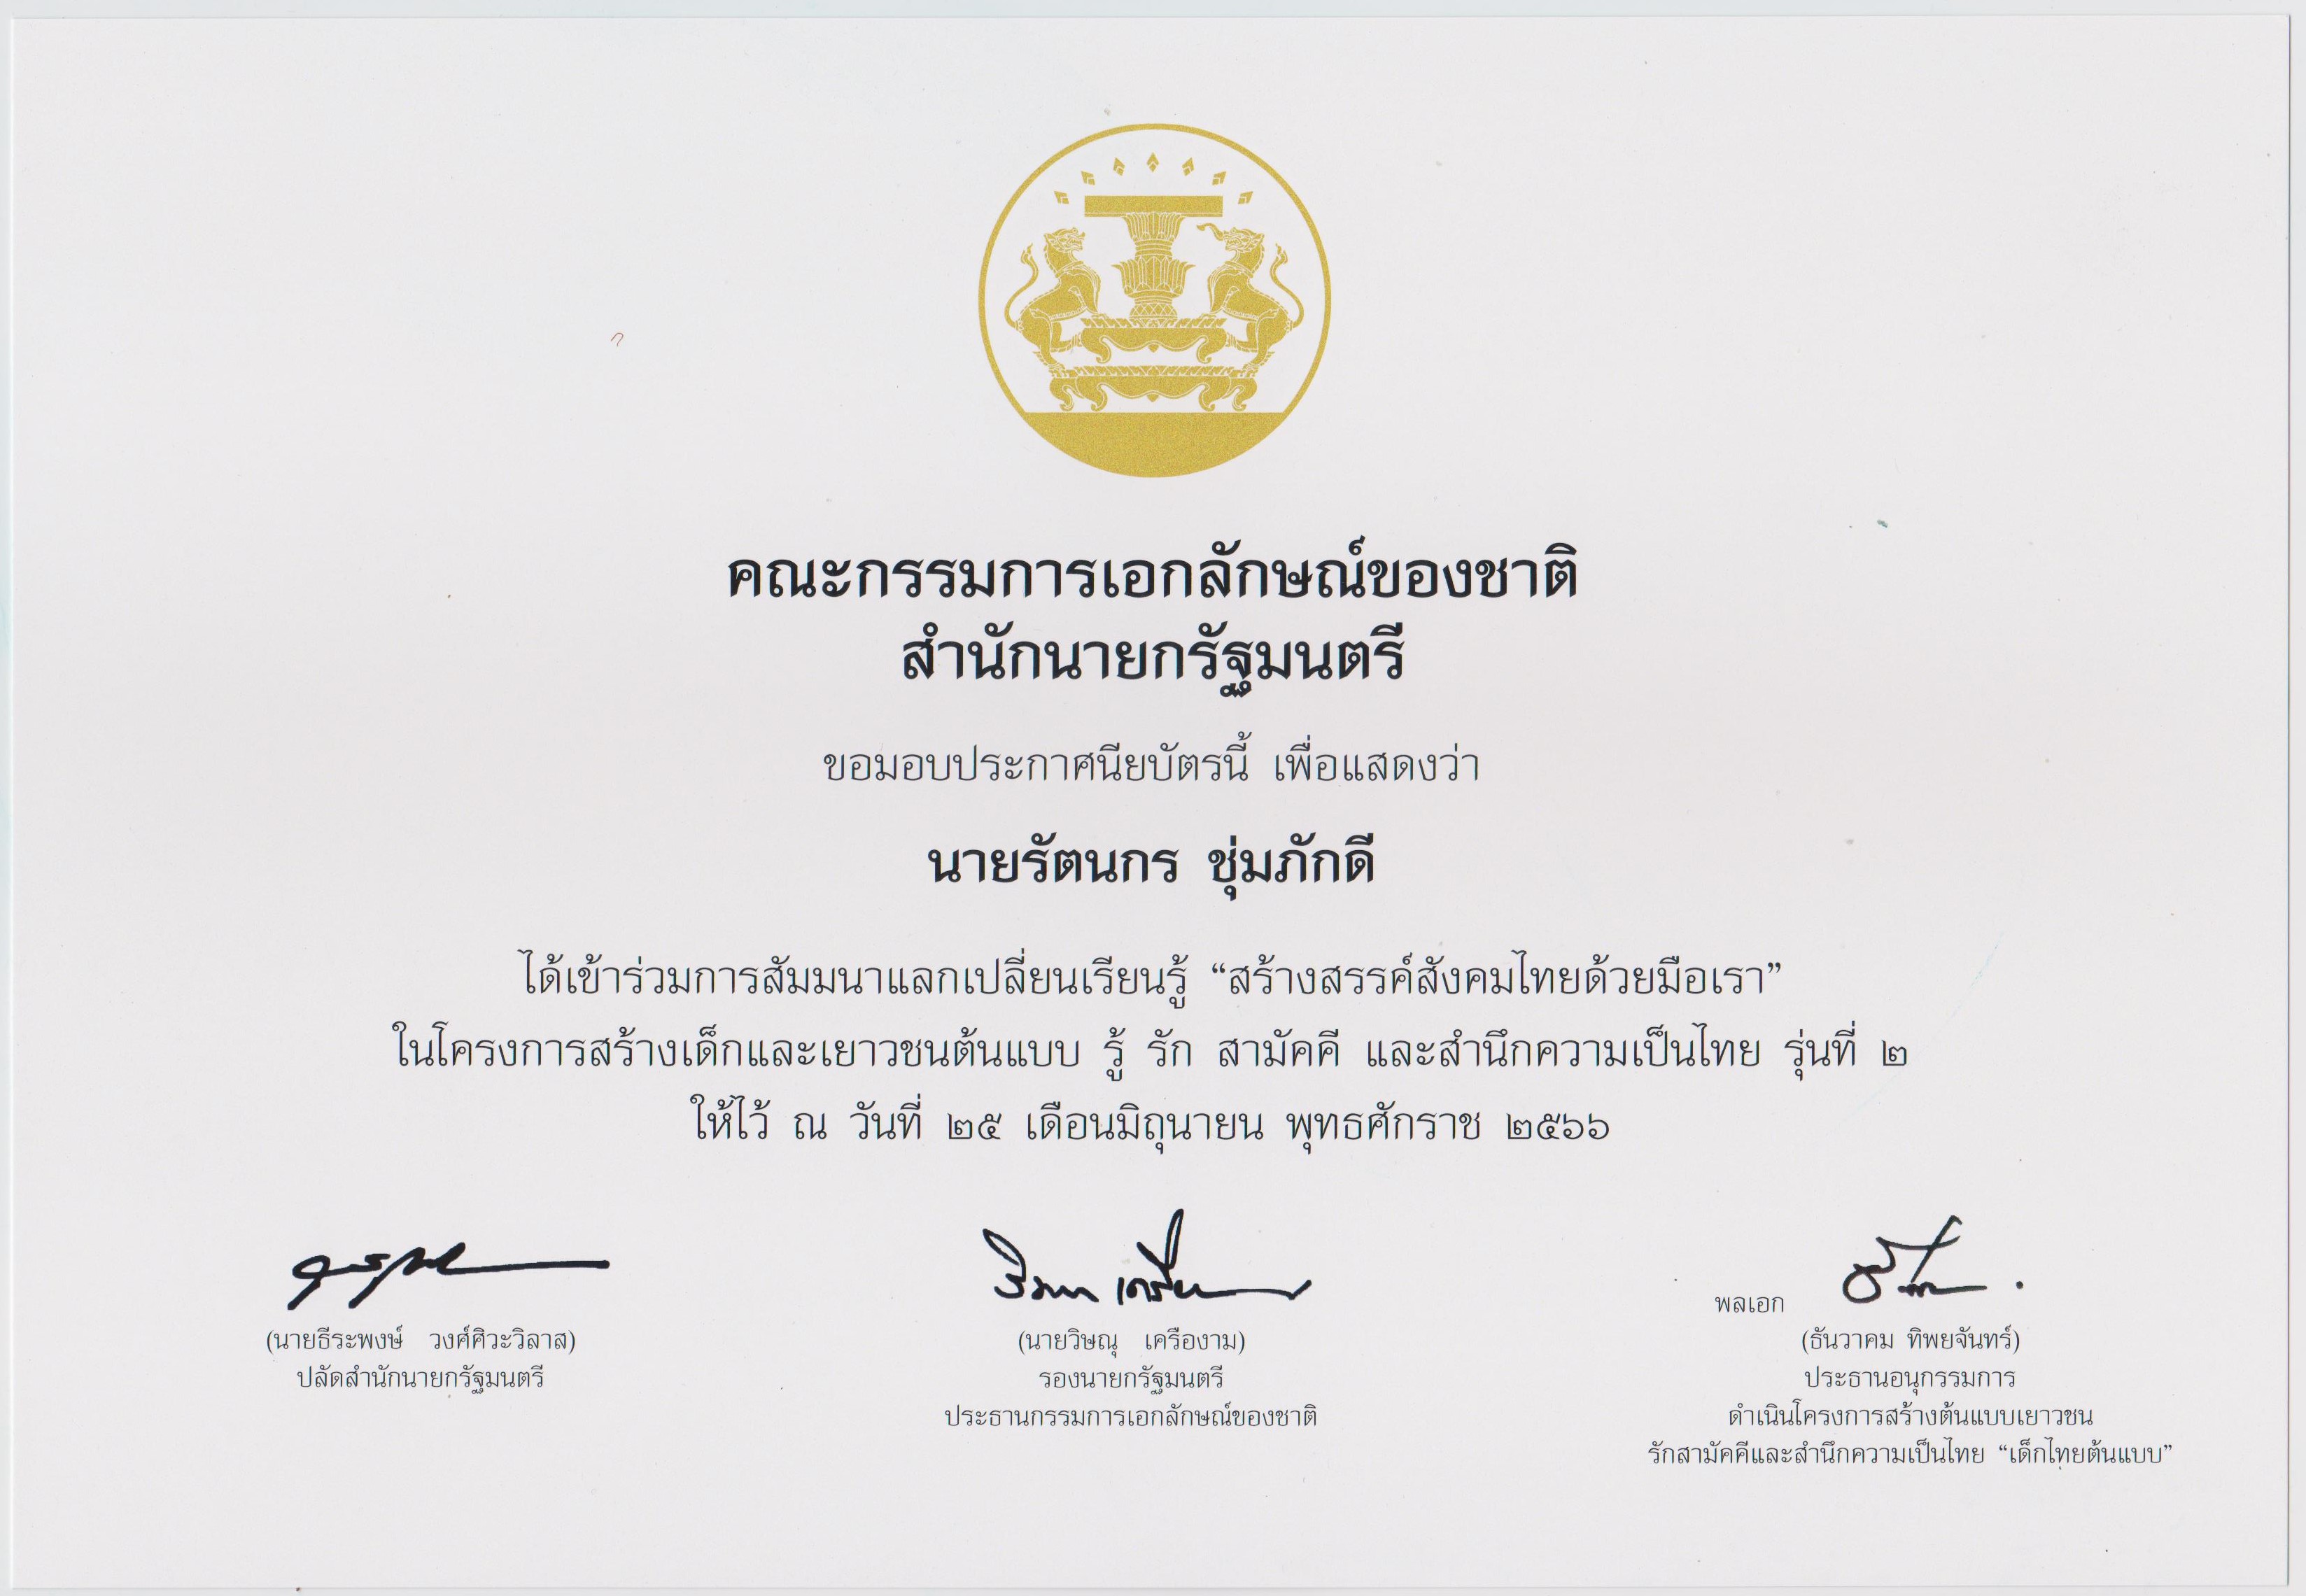 คณะกรรมการเอกลักษณ์ของชาติ
สำนักนายกรัฐมนตรี
ขอมอบประกาศนียบัตรนี้ เพื่อแสดงว่า
นายรัตนกร ชุ่มภักดี
ได้เข้าร่วมการสัมมนาแลกเปลี่ยนเรียนรู้ “สร้างสรรค์สังคมไทยด้วยมือเรา”
ในโครงการสร้างเด็กและเยาวชนต้นแบบ รู้ รัก สามัคคี และสำนึกความเป็นไทย รุ่นที่ ๒
ให้ไว้ ณ วันที่ ๒๕ เดือนมิถุนายน พุทธศักราช ๒๕๖๖
(นายธีระพงษ์ วงศ์ศิวะวิลาส)
ปลัดสำนักนายกรัฐมนตรี
(นายวิษณุ เครืองาม)
รองนายกรัฐมนตรี
ประธานกรรมการเอกลักษณ์ของชาติ
พลเอก
(ธันวาคม ทิพยจันทร์)
ประธานอนุกรรมการ
ดำเนินโครงการสร้างต้นแบบเยาวชน
รักสามัคคีและสำนึกความเป็นไทย “เด็กไทยต้นแบบ”